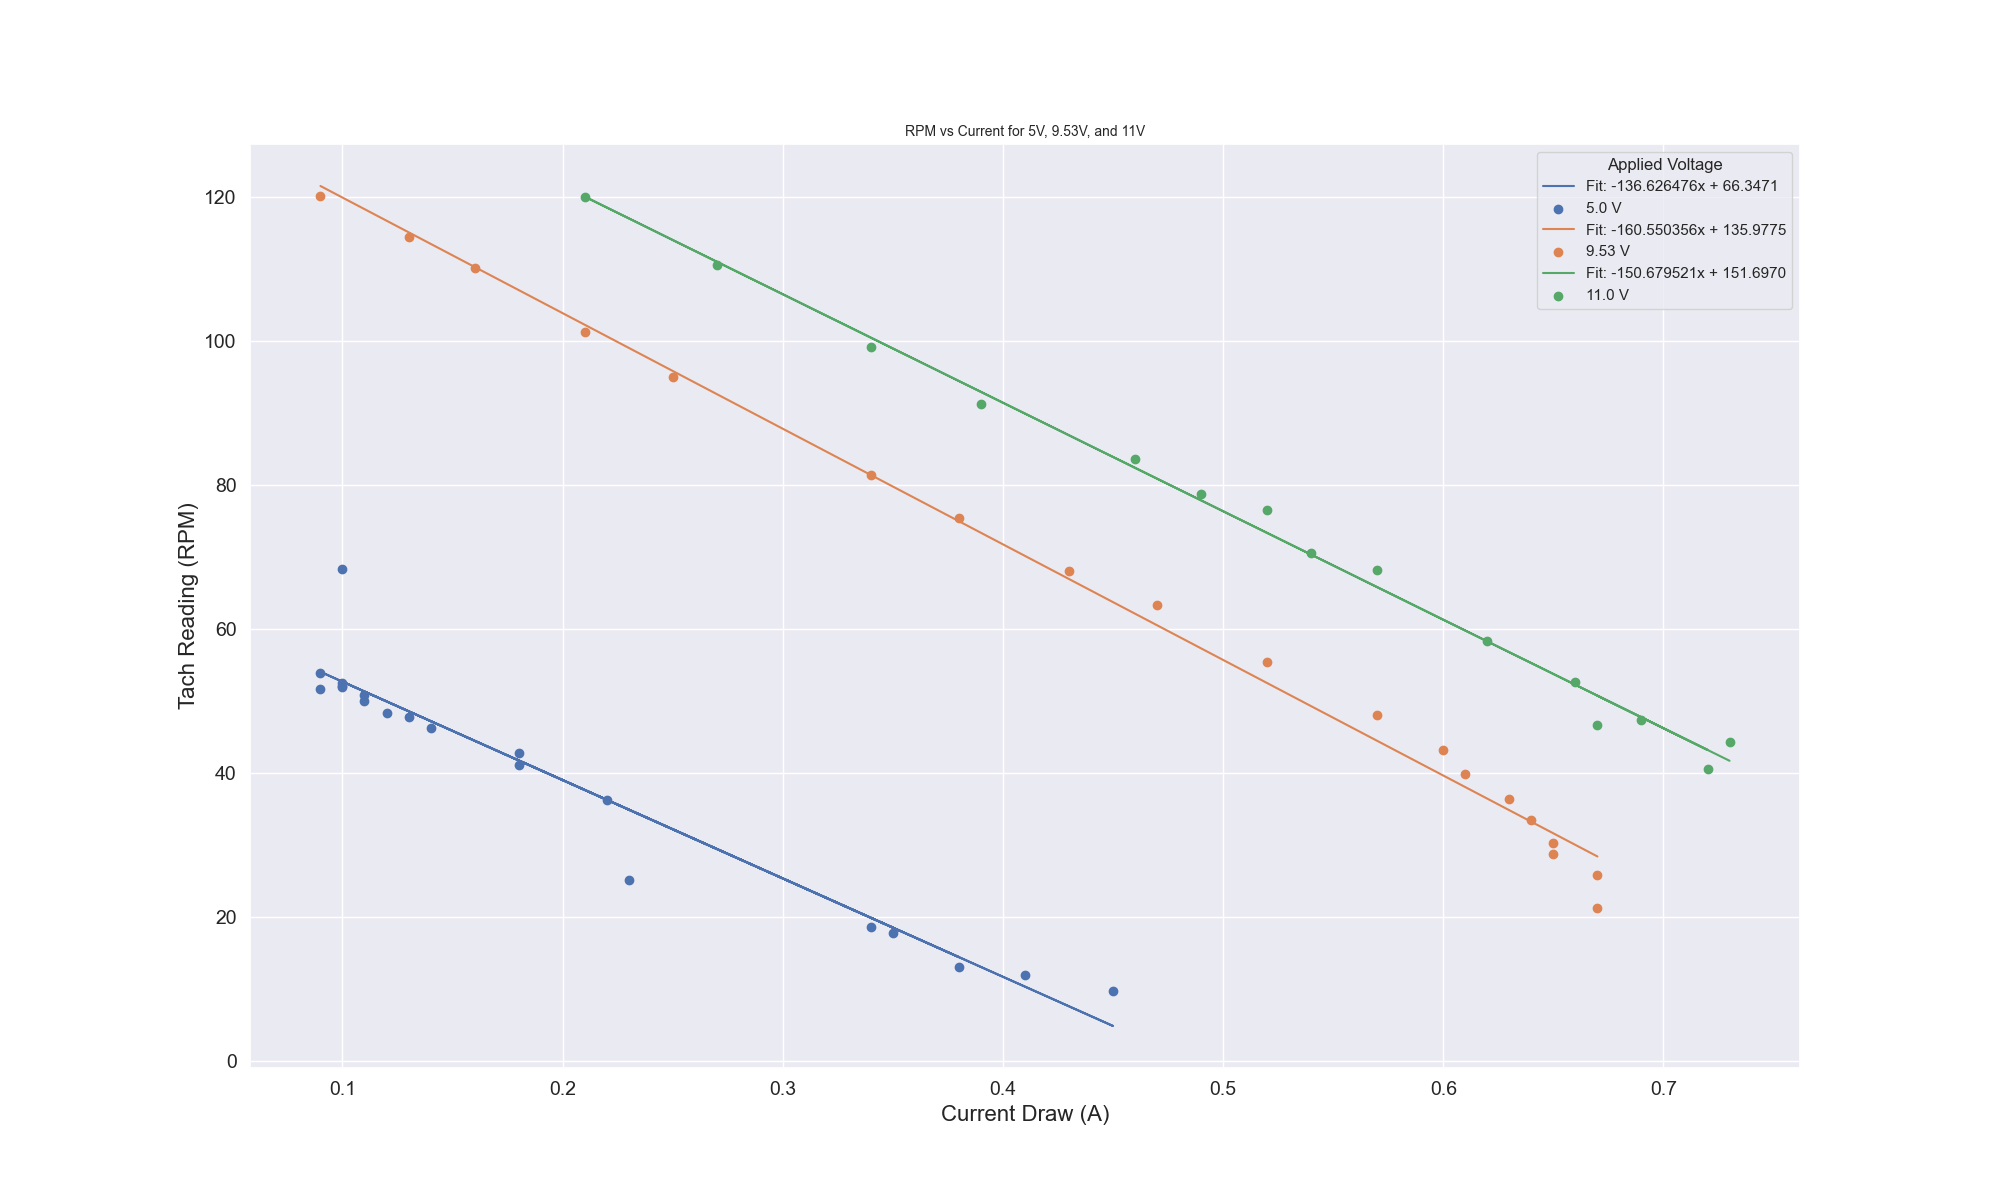 RPM vs Current for 5V, 9.53V, and 11V
Applied Voltage
Fit: -136.626476x + 66.3471
5.0 V
Fit: -160.550356x + 135.9775
9.53 V
Fit: -150.679521x + 151.6970
11.0 V
Tach Reading (RPM)
120
100
80
60
40
20
0
0.1 0.2 0.3 0.4 0.5 0.6 0.7
Current Draw (A)